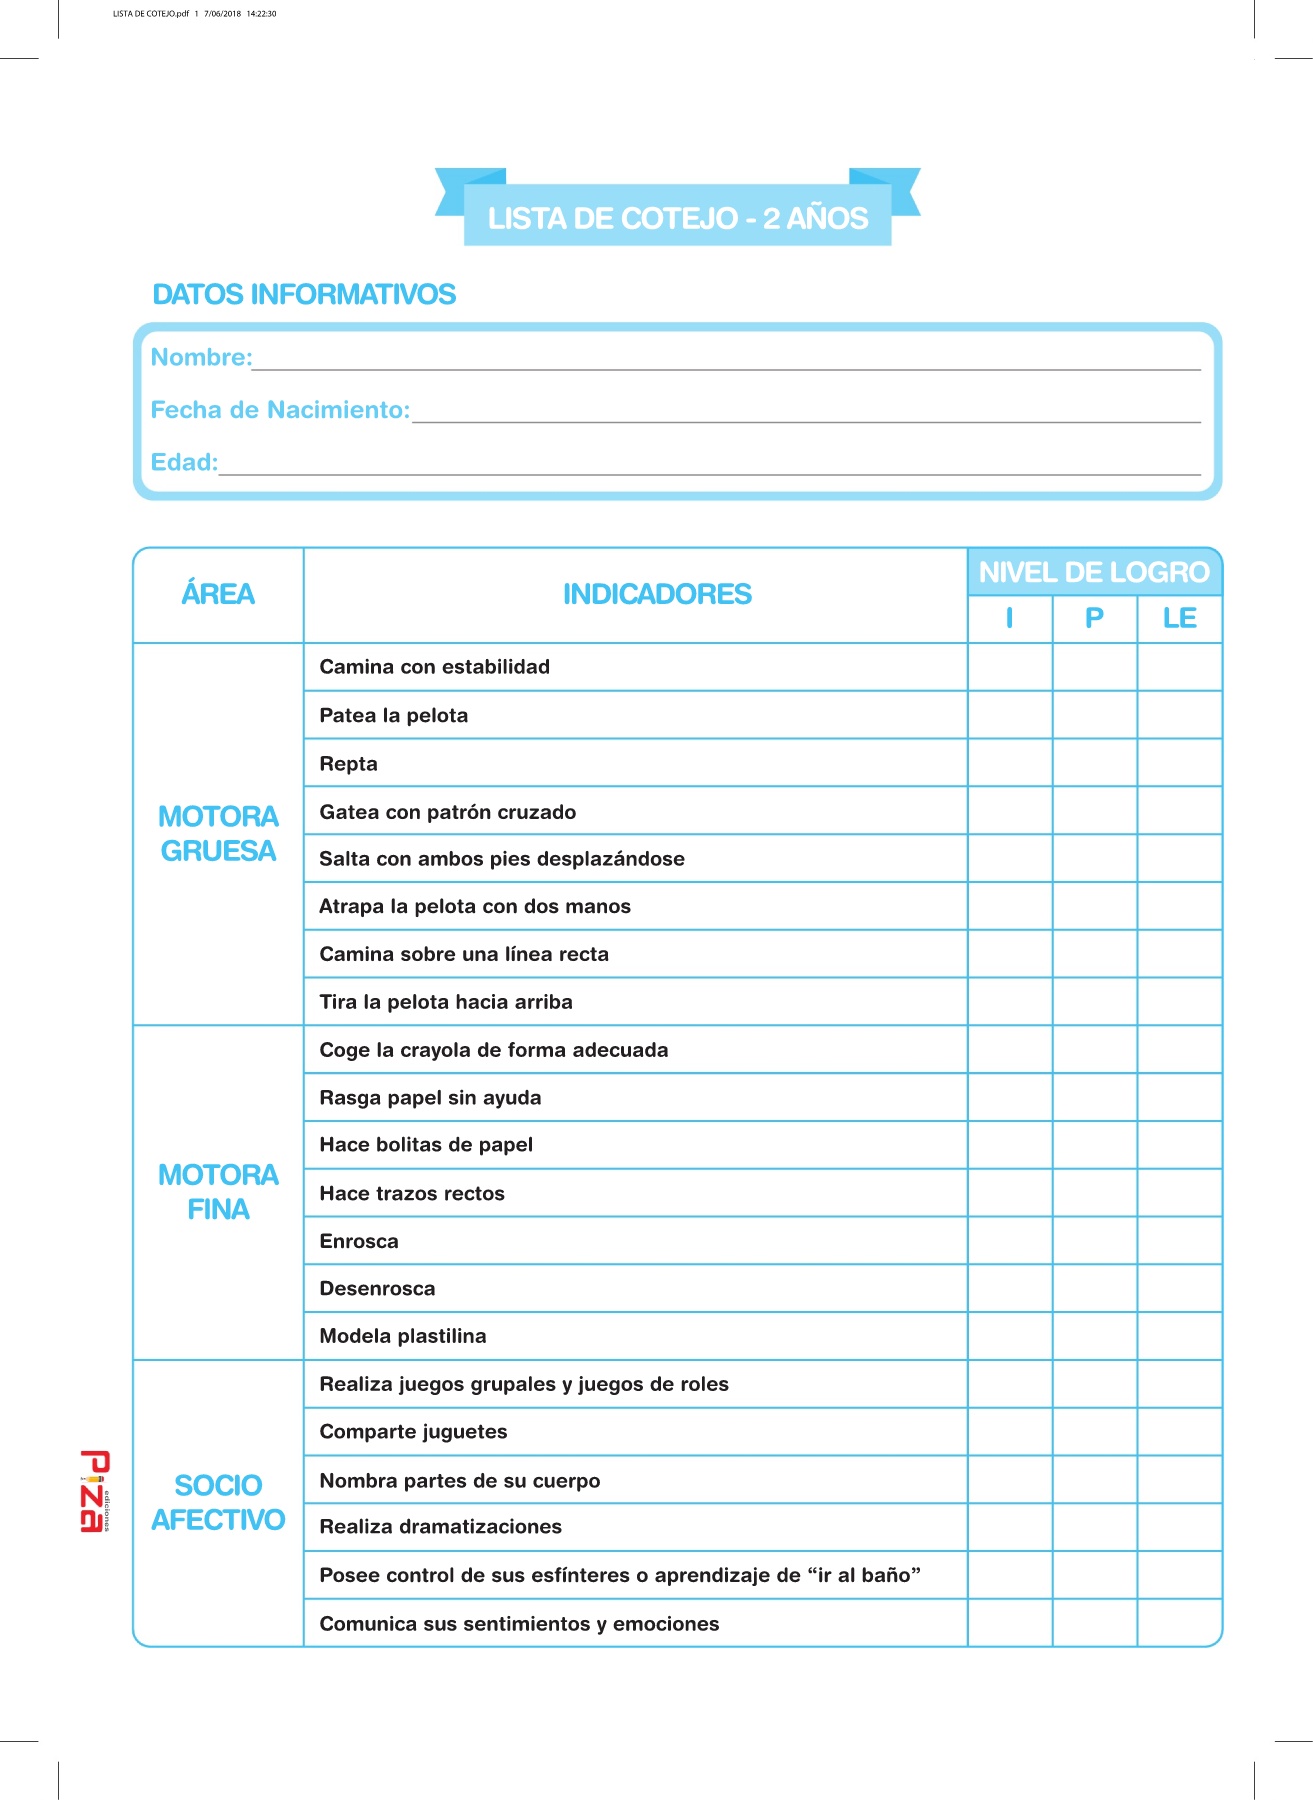 LISTA DE COTEJO.pdf 1 7/06/2018 14:22:30
LISTA DE COTEJO - 2 AÑOS
DATOS INFORMATIVOS
Nombre:
Fecha de Nacimiento:
Edad:
ÁREA
INDICADORES
NIVEL DE LOGRO
I P LE
MOTORA
GRUESA
Camina con estabilidad
Patea la pelota
Repta
Gatea con patrón cruzado
Salta con ambos pies desplazándose
Atrapa la pelota con dos manos
Camina sobre una línea recta
Tira la pelota hacia arriba
MOTORA
FINA
Coge la crayola de forma adecuada
Rasga papel sin ayuda
Hace bolitas de papel
Hace trazos rectos
Enrosca
Desenrosca
Modela plastilina
SOCIO
AFECTIVO
Realiza juegos grupales y juegos de roles
Comparte juguetes
Nombra partes de su cuerpo
Realiza dramatizaciones
Posee control de sus esfínteres o aprendizaje de “ir al baño”
Comunica sus sentimientos y emociones
Piza
ediciones